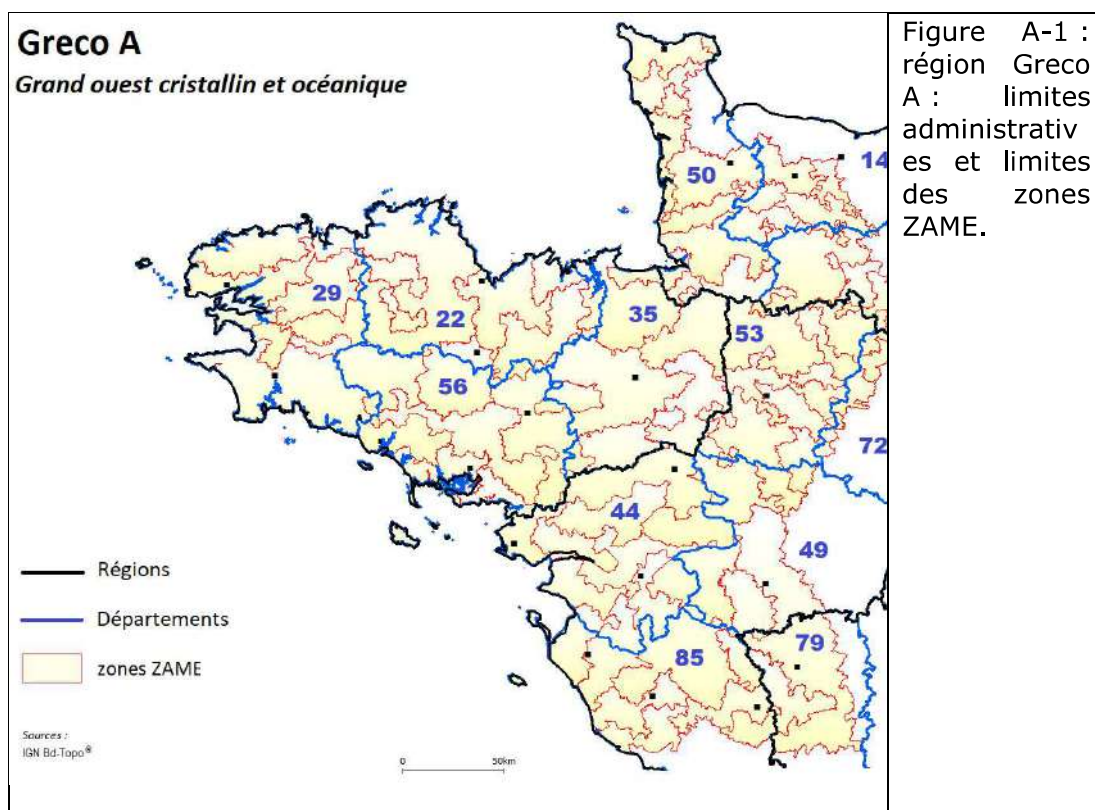 Greco A
Grand ouest cristallin et océanique
50
14
29
22
35
53
56
72
44
49
85
79
Régions
Départements
zones ZAME
Sources :
IGN Bd-Topo®
0 50km
Figure A-1 :
région Greco
A : limites
administrativ
es et limites
des zones
ZAME.